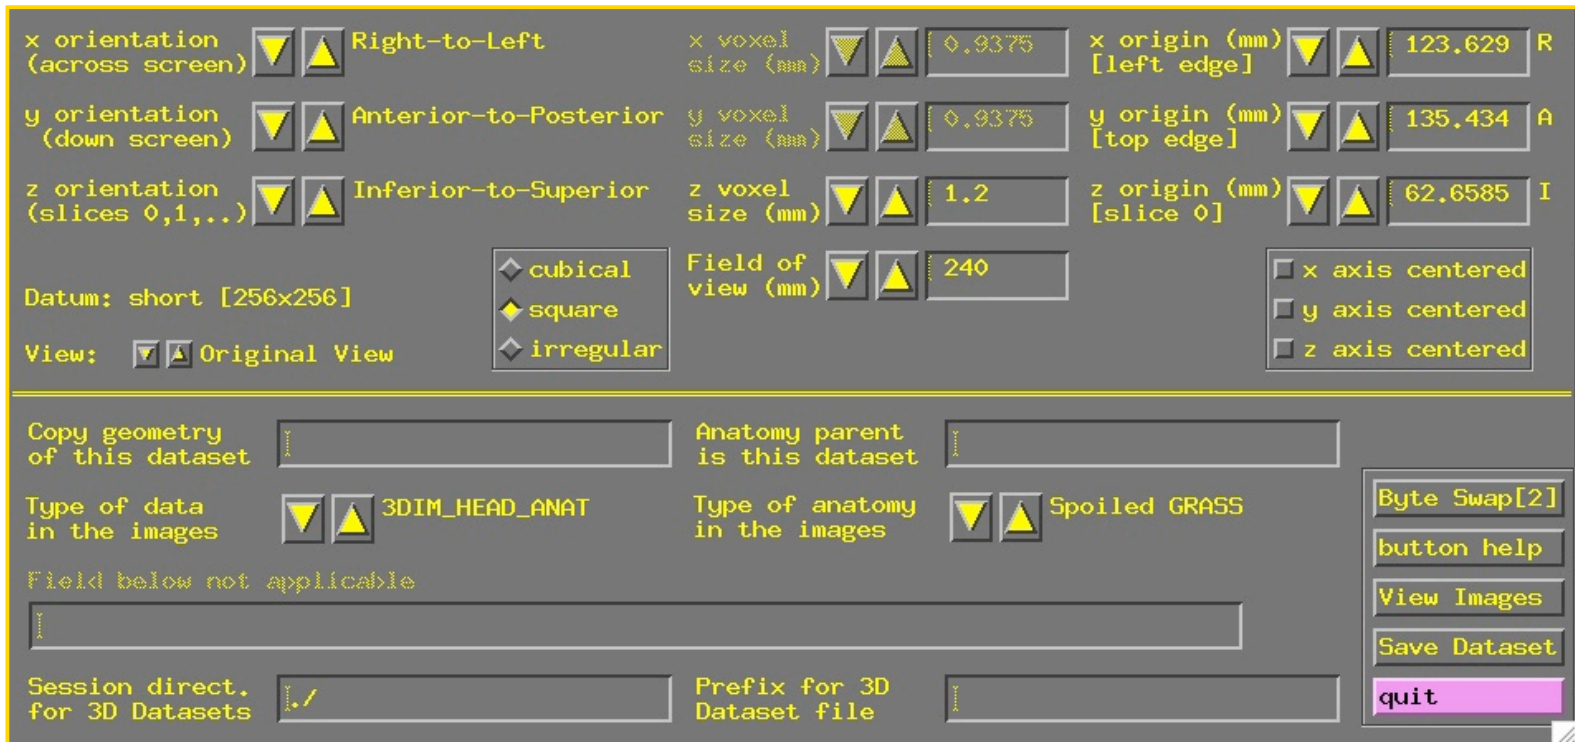 x orientation
(across screen)
Right-to-Left
x voxel
size (mm)
0.9375
x origin (mm)
[left edge]
123.629
R
y orientation
(down screen)
Anterior-to-Posterior
y voxel
size (mm)
0.9375
y origin (mm)
[top edge]
135.434
A
z orientation
(slices 0,1,..)
Inferior-to-Superior
z voxel
size (mm)
1.2
z origin (mm)
[slice 0]
62.6585
I
Datum: short [256x256]
View:
Original View
cubical
square
irregular
Field of
view (mm)
240
x axis centered
y axis centered
z axis centered
Copy geometry
of this dataset
Anatomy parent
is this dataset
Type of data
in the images
3DIM_HEAD_ANAT
Type of anatomy
in the images
Spoiled GRASS
Field below not applicable
Session direct.
for 3D Datasets
./
Prefix for 3D
Dataset file
Byte Swap[2]
button help
View Images
Save Dataset
quit